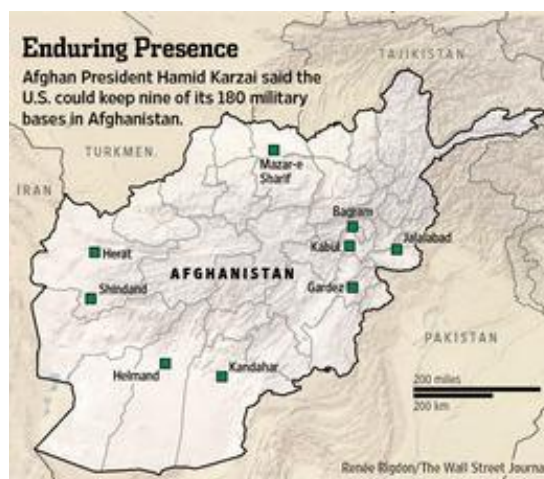 Enduring Presence
Afghan President Hamid Karzai said the
U.S. could keep nine of its 180 military
bases in Afghanistan.
TAJIKISTAN
TURKMEN.
Mazar-e
Sharif
IRAN
Bagram
Kabul
Jalalabad
Herat
AFGHANISTAN
Shindand
Gardez
PAKISTAN
Helmand
Kandahar
200 miles
200 km
Renée Rigdon/The Wall Street Journa